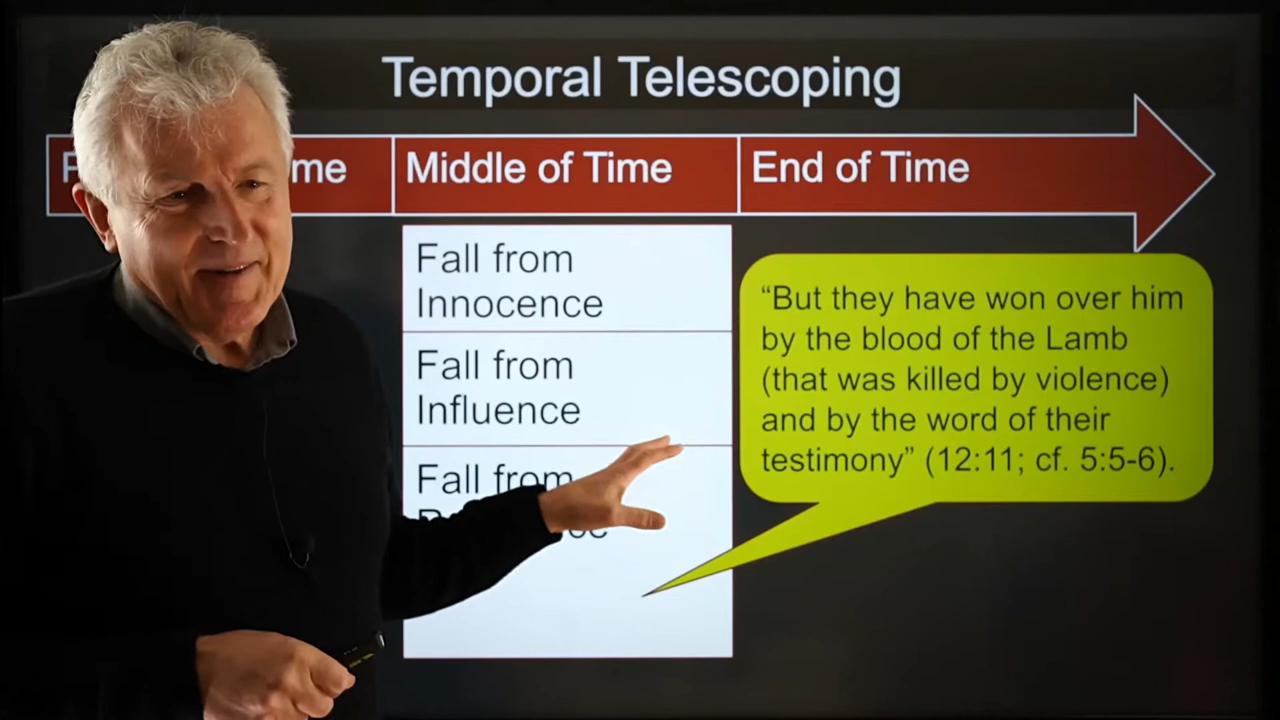 Temporal Telescoping
me
Middle of Time
End of Time
Fall from
Innocence
Fall from
Influence
Fall from
“But they have won over him
by the blood of the Lamb
(that was killed by violence)
and by the word of their
testimony” (12:11; cf. 5:5-6).